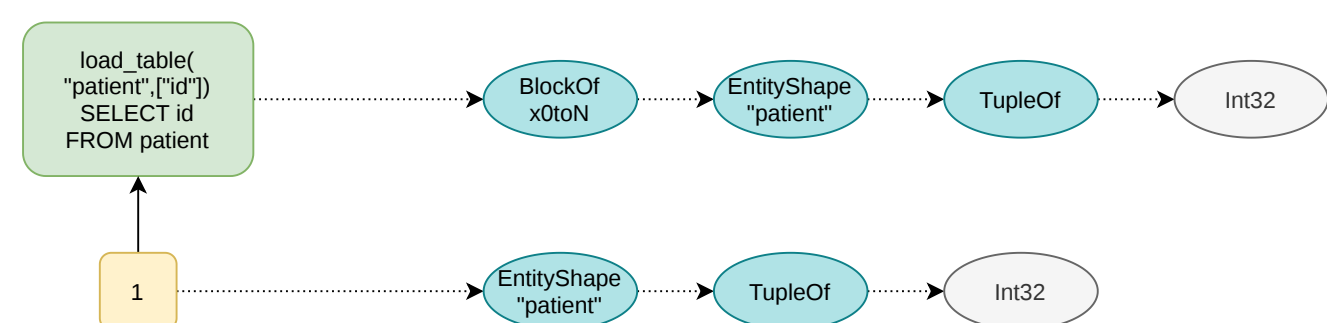 load_table(
"patient",["id"])
SELECT id
FROM patient
BlockOf
x0toN
EntityShape
"patient"
TupleOf
Int32
1
EntityShape
"patient"
TupleOf
Int32